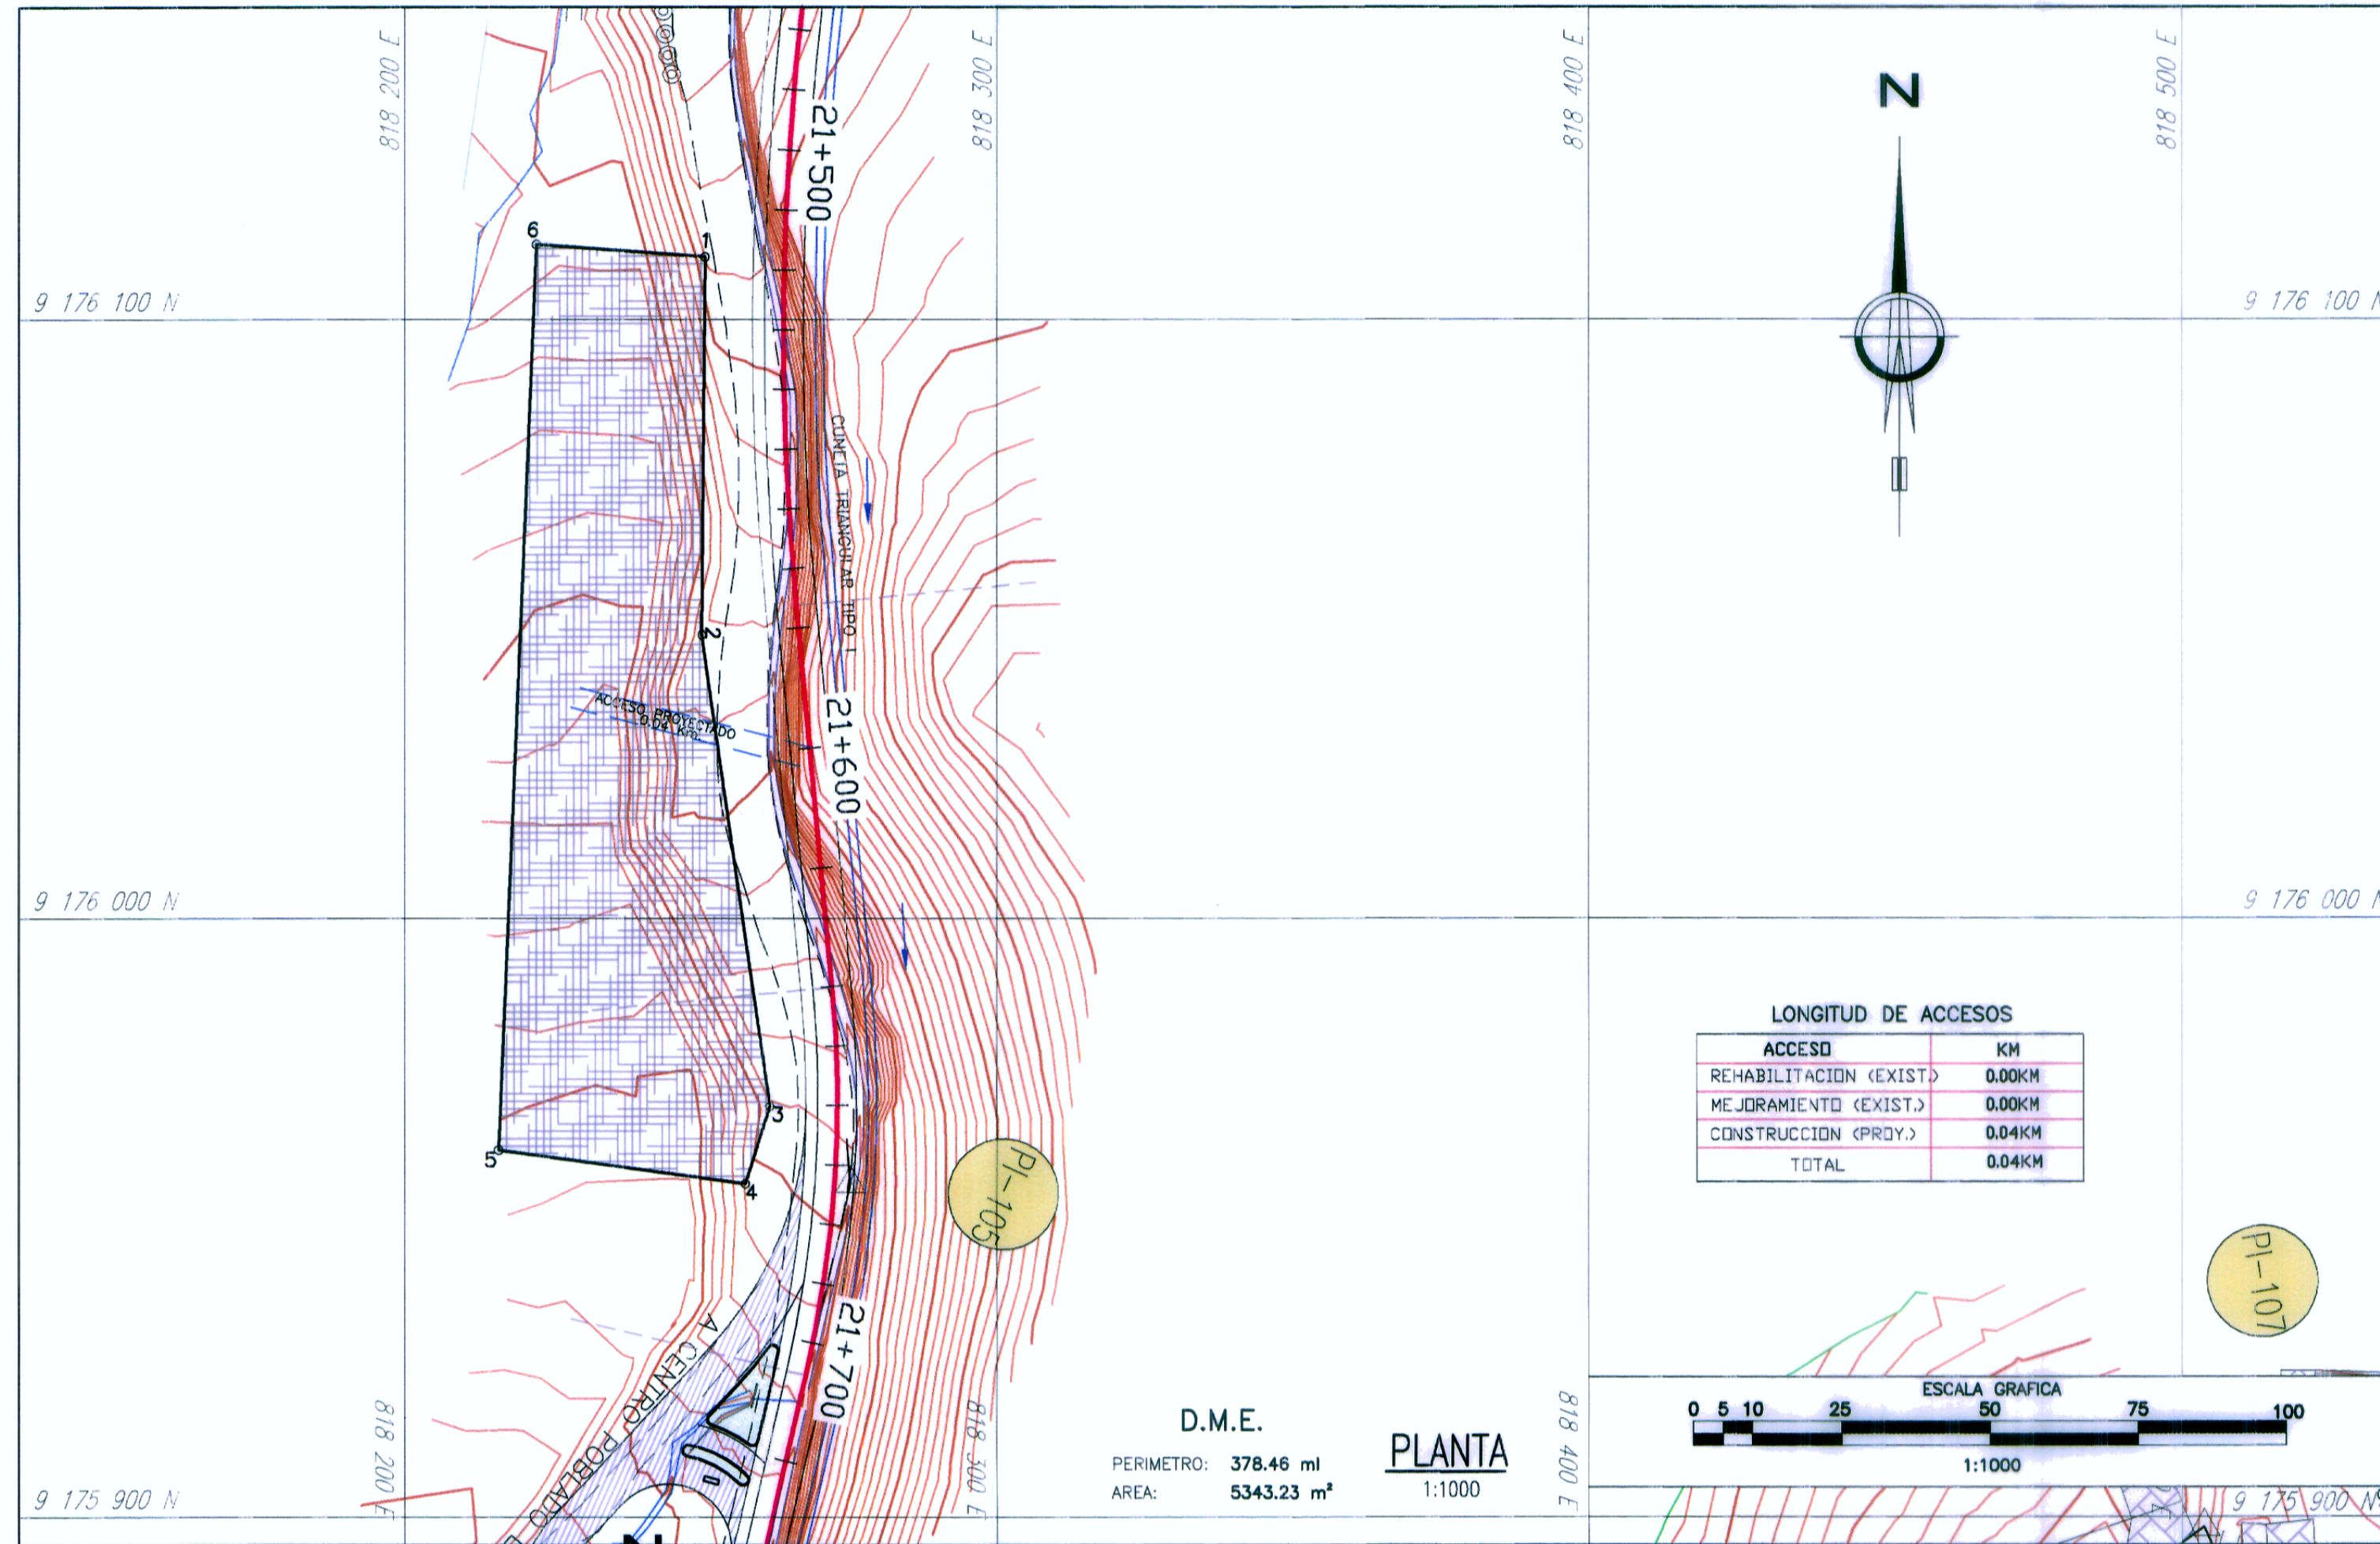 818 200 E
818 300 E
818 400 E
818 500 E
N
21+500
6
1
9 176 100 N
9 176 100 N
CUNETA TRIANGULAR TIPO I
2
ACCESO PROYECTADO
0.04 Km.
21+600
9 176 000 N
9 176 000 N
LONGITUD DE ACCESOS
ACCESO KM
REHABILITACION (EXIST.) 0.00KM
MEJORAMIENTO (EXIST.) 0.00KM
CONSTRUCCION (PROY.) 0.04KM
TOTAL 0.04KM
3
5
4
PI-105
PI-107
21+700
A CENTRO POBLADO
818 200 E
818 300 E
818 400 E
D.M.E.
PERIMETRO: 378.46 ml
AREA: 5343.23 m²
PLANTA
1:1000
ESCALA GRAFICA
0 5 10 25 50 75 100
1:1000
9 175 900 N
9 175 900 N
N